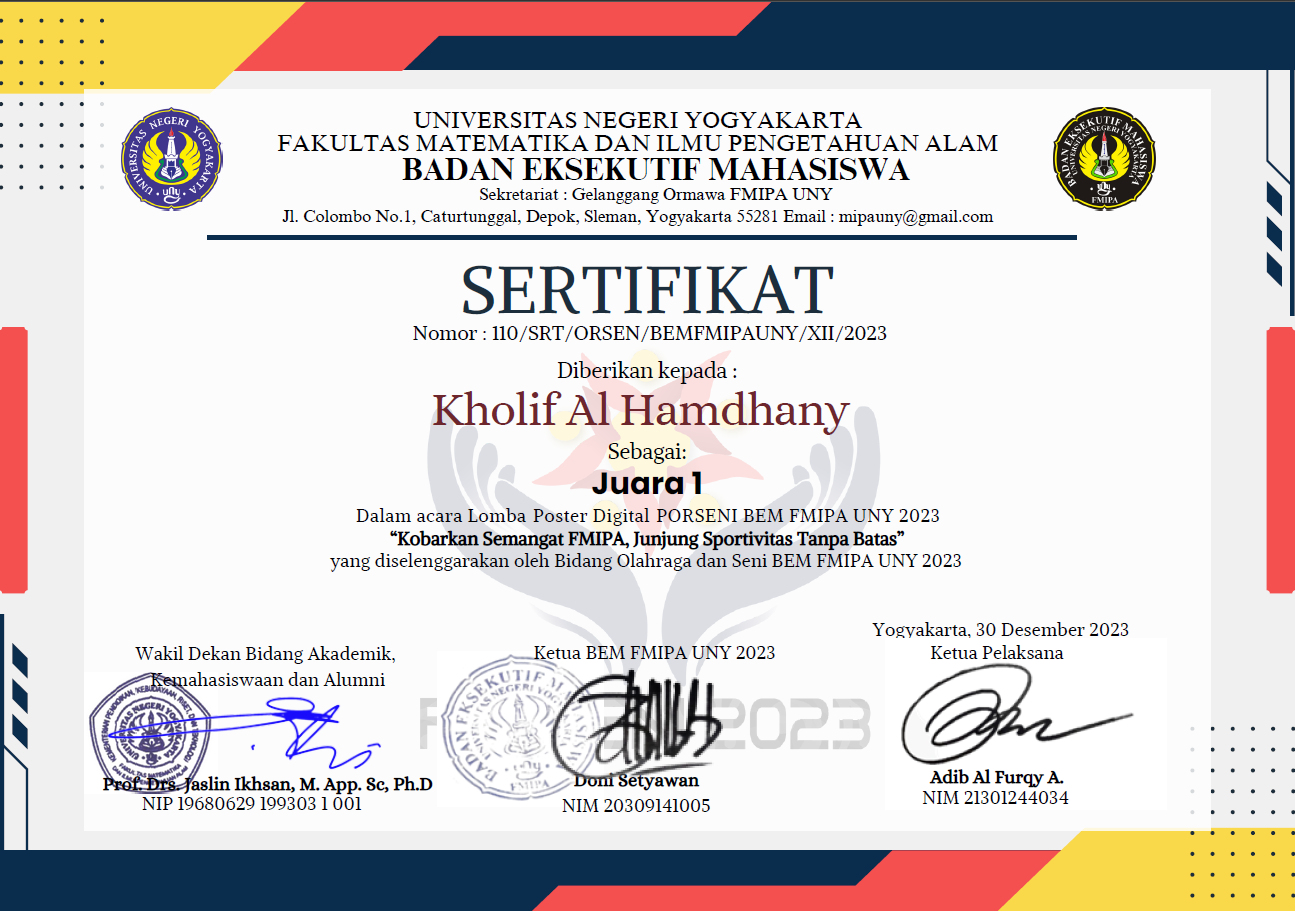 UNIVERSITAS NEGERI YOGYAKARTA
FAKULTAS MATEMATIKA DAN ILMU PENGETAHUAN ALAM
BADAN EKSEKUTIF MAHASISWA
Sekretariat : Gelanggang Ormawa FMIPA UNY
Jl. Colombo No.1, Caturtunggal, Depok, Sleman, Yogyakarta 55281 Email : mipauny@gmail.com
UNIVERSITAS NEGERI YOGYAKARTA
uny
BADAN EKSEKUTIF MAHASISWA
UNIVERSITAS NEGERI YOGYAKARTA
uny
FMIPA
SERTIFIKAT
Nomor : 110/SRT/ORSEN/BEMFMIPAUNY/XII/2023
Diberikan kepada :
Kholif Al Hamdhany
Sebagai:
Juara 1
Dalam acara Lomba Poster Digital PORSENI BEM FMIPA UNY 2023
“Kobarkan Semangat FMIPA, Junjung Sportivitas Tanpa Batas”
yang diselenggarakan oleh Bidang Olahraga dan Seni BEM FMIPA UNY 2023
Wakil Dekan Bidang Akademik,
Kemahasiswaan dan Alumni
Prof. Drs. Jaslin Ikhsan, M. App. Sc, Ph.D
NIP 19680629 199303 1 001
Ketua BEM FMIPA UNY 2023
2023
Doni Setyawan
NIM 20309141005
Yogyakarta, 30 Desember 2023
Ketua Pelaksana
Adib Al Furqy A.
NIM 21301244034